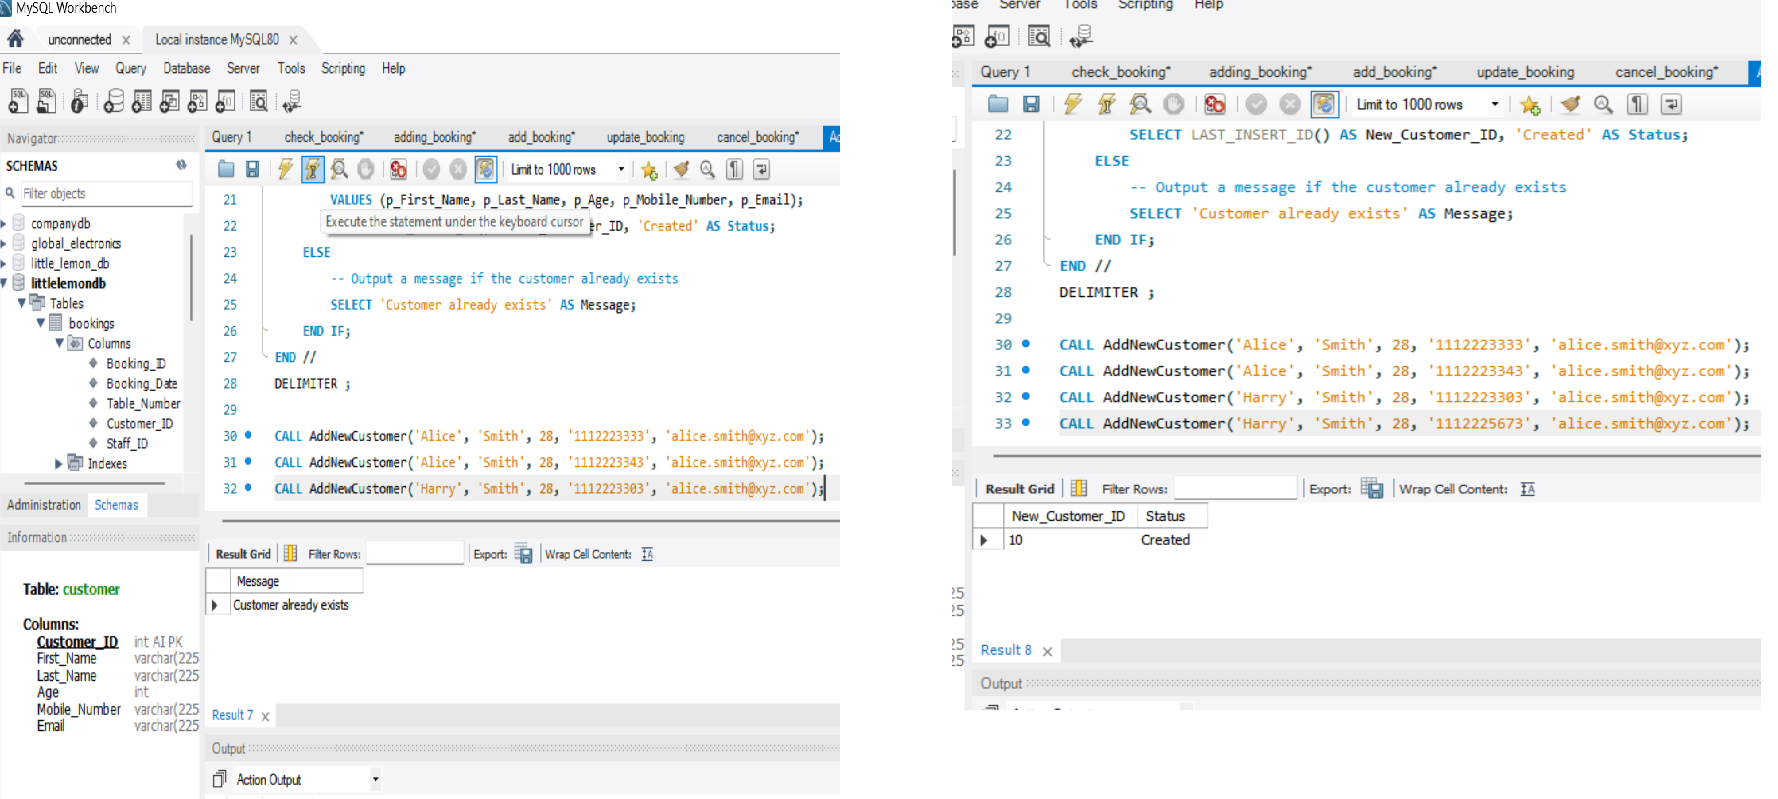 MySQL Workbench
unconnected
Local instance MySQL80
File Edit View Query Database Server Tools Scripting Help
Navigator
SCHEMAS
Filter objects
companydb
global_electronics
little_lemon_db
littlelemondb
Tables
bookings
Columns
Booking_ID
Booking_Date
Table_Number
Customer_ID
Staff_ID
Indexes
Administration Schemas
Information
Table: customer
Columns:
Customer_ID int AI PK
First_Name varchar(225
Last_Name varchar(225
Age int
Mobile_Number varchar(225
Email varchar(225
Query 1 check_booking* adding_booking* add_booking* update_booking cancel_booking*
Limit to 1000 rows
21 VALUES (p_First_Name, p_Last_Name, p_Age, p_Mobile_Number, p_Email);
Execute the statement under the keyboard cursor
22 er_ID, 'Created' AS Status;
23 ELSE
24 -- Output a message if the customer already exists
25 SELECT 'Customer already exists' AS Message;
26 END IF;
27 END //
28 DELIMITER ;
29
30 CALL AddNewCustomer('Alice', 'Smith', 28, '1112223333', 'alice.smith@xyz.com');
31 CALL AddNewCustomer('Alice', 'Smith', 28, '1112223343', 'alice.smith@xyz.com');
32 CALL AddNewCustomer('Harry', 'Smith', 28, '1112223303', 'alice.smith@xyz.com');
Result Grid Filter Rows: Export: Wrap Cell Content:
Message
Customer already exists
Result 7
Output
Action Output
base Server Tools Scripting Help
Query 1 check_booking* adding_booking* add_booking* update_booking cancel_booking*
Limit to 1000 rows
22 SELECT LAST_INSERT_ID() AS New_Customer_ID, 'Created' AS Status;
23 ELSE
24 -- Output a message if the customer already exists
25 SELECT 'Customer already exists' AS Message;
26 END IF;
27 END //
28 DELIMITER ;
29
30 CALL AddNewCustomer('Alice', 'Smith', 28, '1112223333', 'alice.smith@xyz.com');
31 CALL AddNewCustomer('Alice', 'Smith', 28, '1112223343', 'alice.smith@xyz.com');
32 CALL AddNewCustomer('Harry', 'Smith', 28, '1112223303', 'alice.smith@xyz.com');
33 CALL AddNewCustomer('Harry', 'Smith', 28, '1112225673', 'alice.smith@xyz.com');
Result Grid Filter Rows: Export: Wrap Cell Content:
New_Customer_ID Status
10 Created
25
25
25
25
Result 8
Output